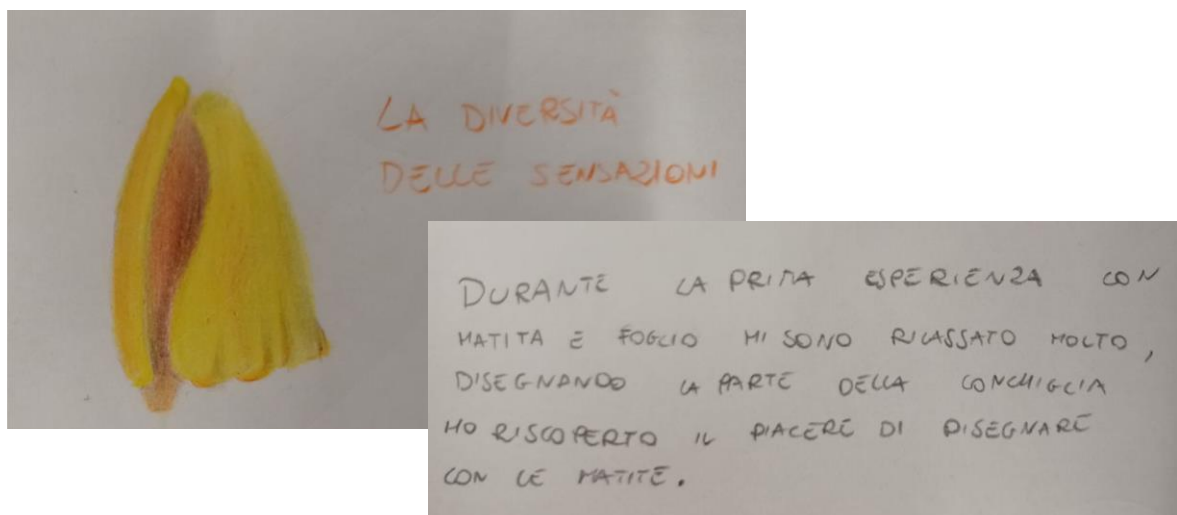 LA DIVERSITÀ
DELLE SENSAZIONI
DURANTE LA PRIMA ESPERIENZA CON
MATITA E FOGLIO MI SONO RILASSATO MOLTO,
DISEGNANDO LA PARTE DELLA CONCHIGLIA
HO RISCOPERTO IL PIACERE DI DISEGNARE
CON LE MATITE.